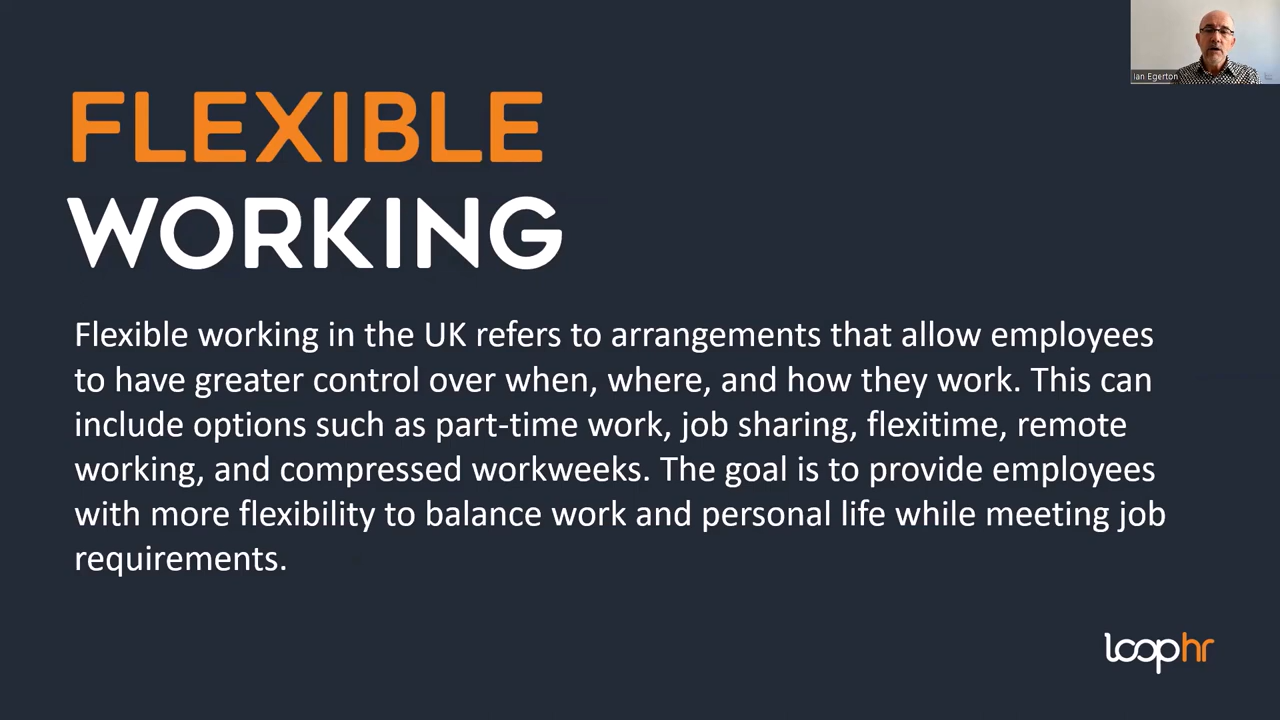 Ian Egerton
FLEXIBLE
WORKING
Flexible working in the UK refers to arrangements that allow employees
to have greater control over when, where, and how they work. This can
include options such as part-time work, job sharing, flexitime, remote
working, and compressed workweeks. The goal is to provide employees
with more flexibility to balance work and personal life while meeting job
requirements.
loophr